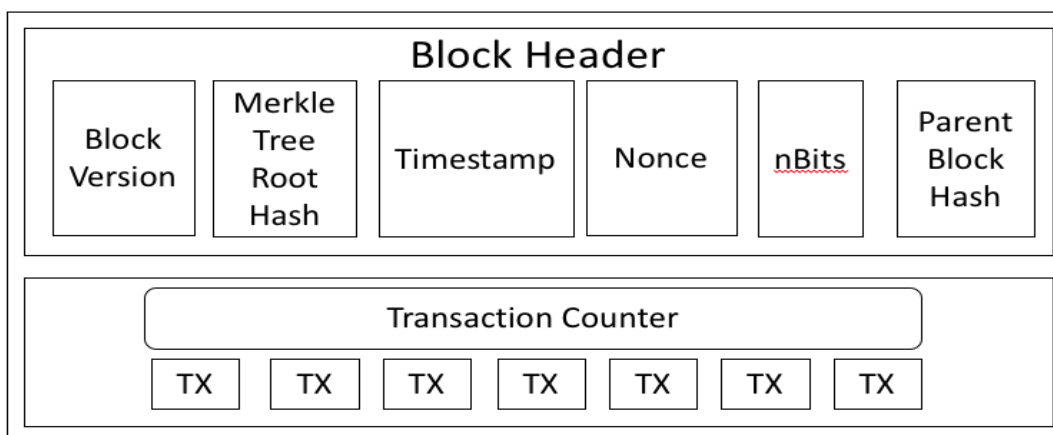 Block Header
Block
Version
Merkle
Tree
Root
Hash
Timestamp
Nonce
nBits
Parent
Block
Hash
Transaction Counter
TX TX TX TX TX TX TX